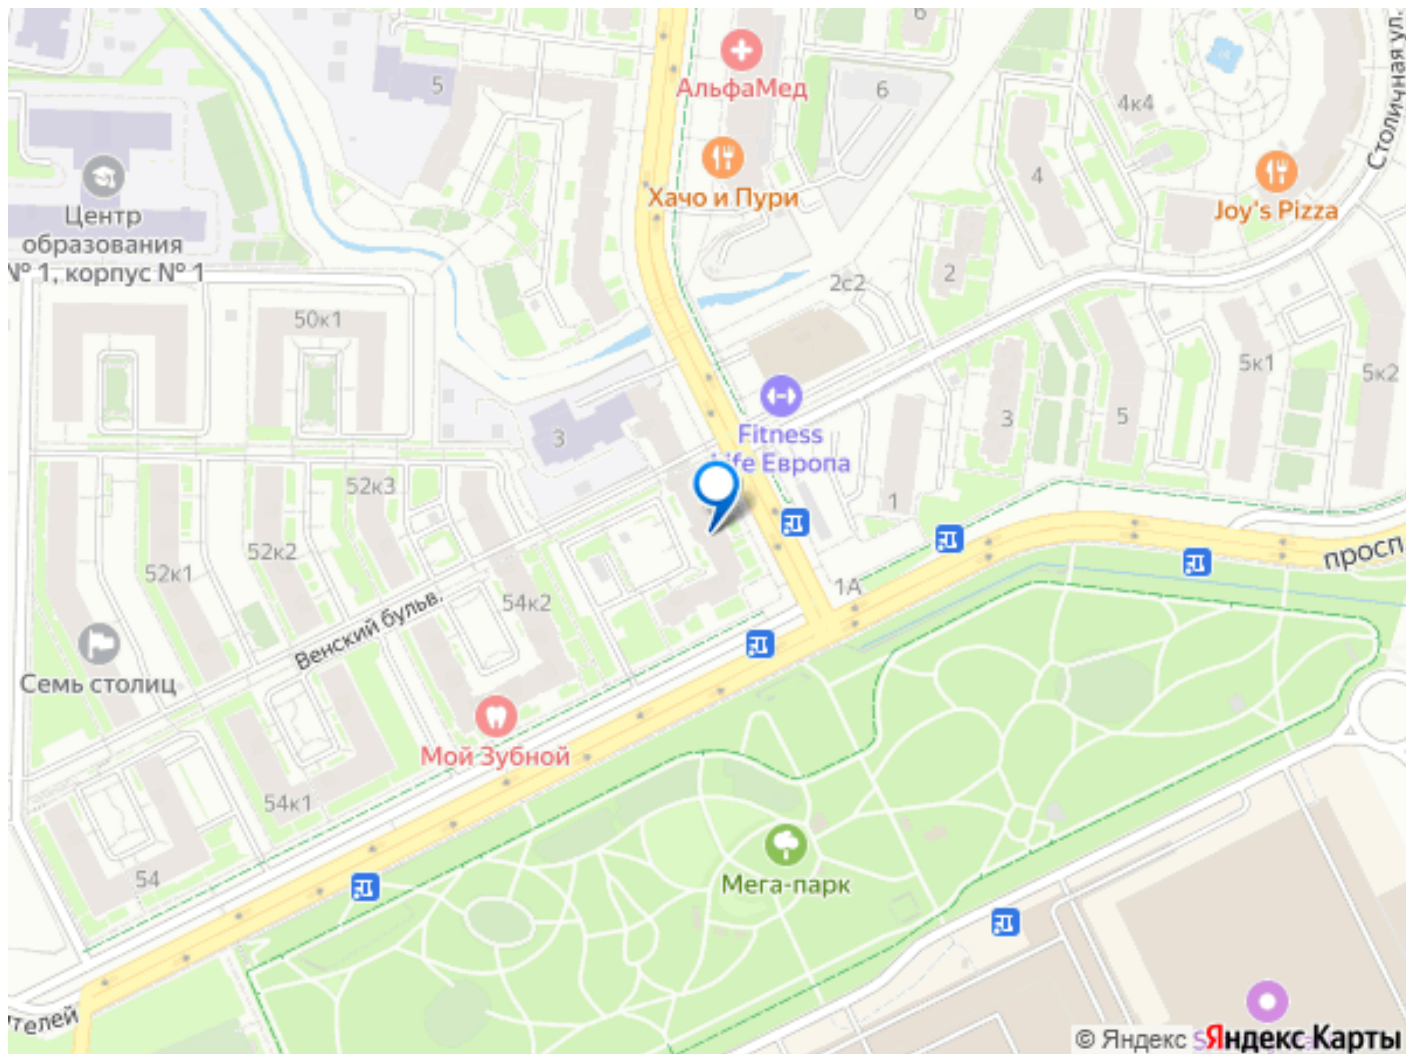 6
АльфаМед
5
6
4к4
Столичная ул.
Хачо и Пури
4
Joy's Pizza
Центр
образования
№ 1, корпус № 1
2
2с2
50к1
5к1
5к2
3
5
3
Fitness
Life Европа
52к3
1
52к2
52к1
просп
1А
54к2
Венский бульв.
Семь столиц
Мой Зубной
54к1
54
Мега-парк
ителей
© Яндекс
Яндекс Карты